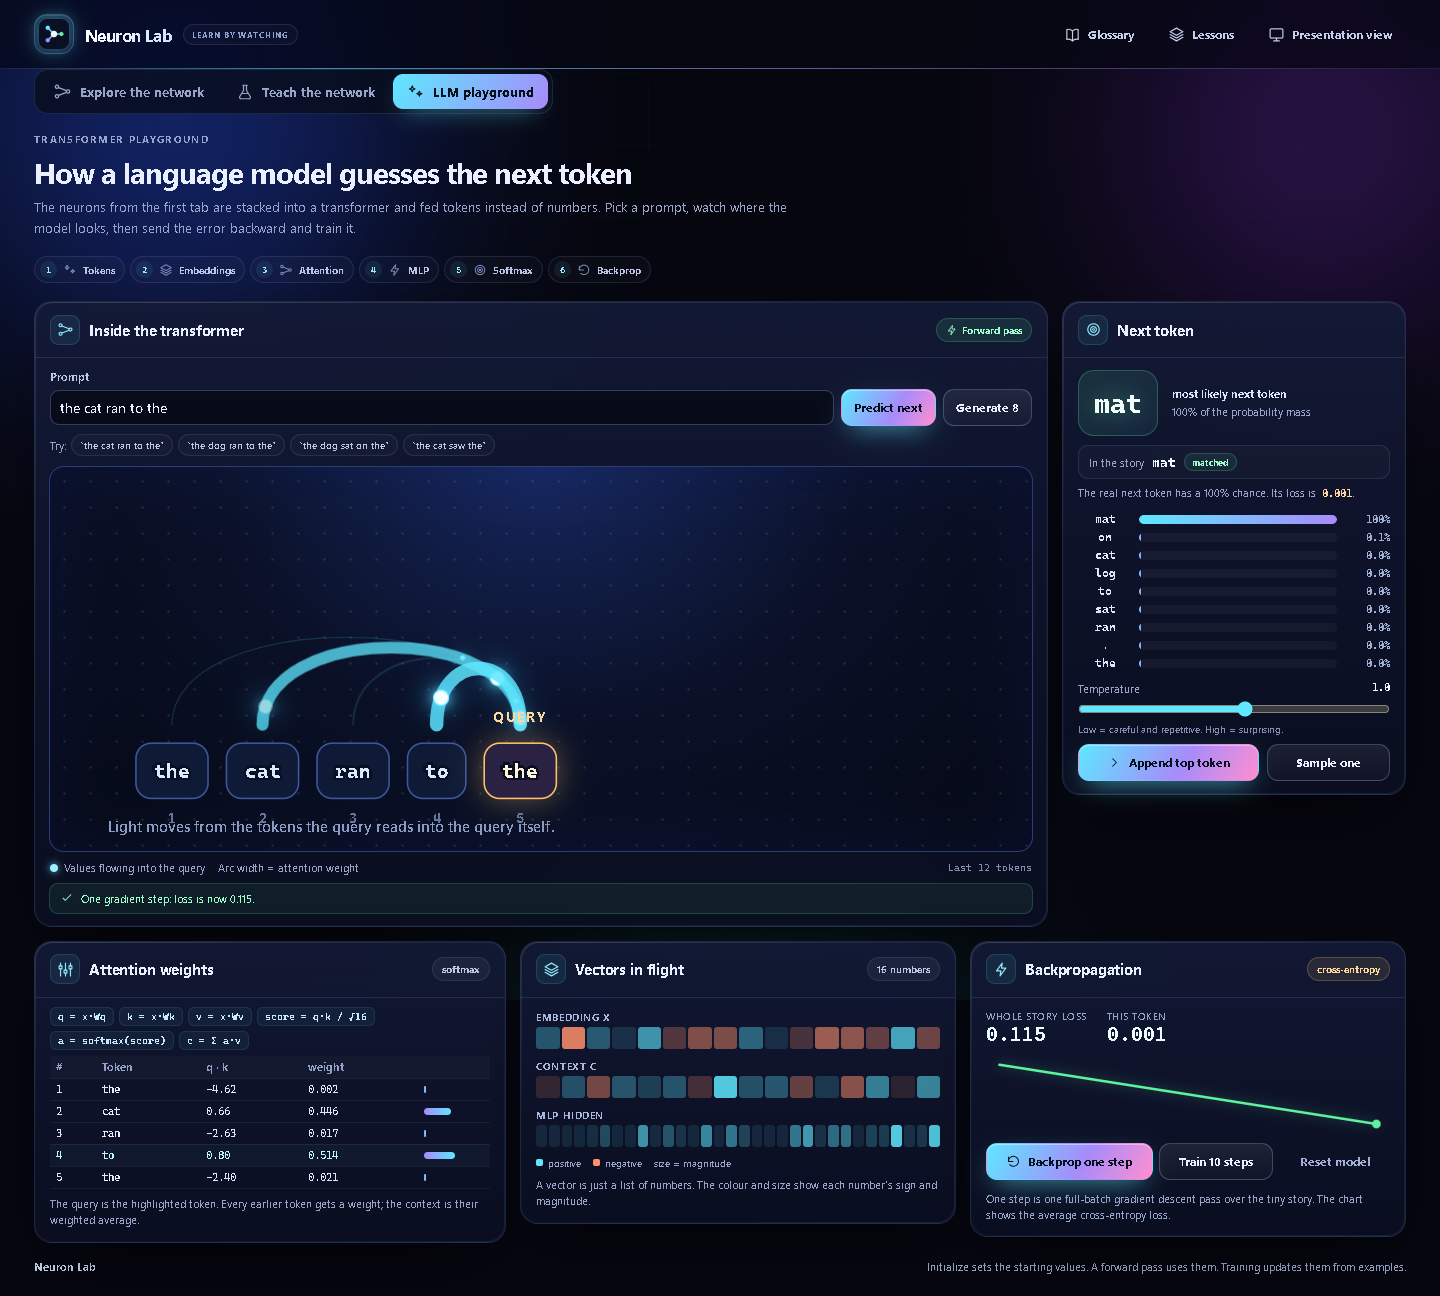 Neuron Lab
LEARN BY WATCHING
Glossary
Lessons
Presentation view
Explore the network
Teach the network
LLM playground
TRANSFORMER PLAYGROUND
How a language model guesses the next token
The neurons from the first tab are stacked into a transformer and fed tokens instead of numbers. Pick a prompt, watch where the
model looks, then send the error backward and train it.
1 Tokens
2 Embeddings
3 Attention
4 MLP
5 Softmax
6 Backprop
Inside the transformer
Forward pass
Prompt
the cat ran to the
Predict next
Generate 8
Try: "the cat ran to the" "the dog ran to the" "the dog sat on the" "the cat saw the"
QUERY
the cat ran to the
1 2 3 4 5
Light moves from the tokens the query reads into the query itself.
Values flowing into the query Arc width = attention weight
Last 12 tokens
One gradient step: loss is now 0.115.
Next token
mat
most likely next token
100% of the probability mass
In the story mat matched
The real next token has a 100% chance. Its loss is 0.001.
mat 100%
on 0.1%
cat 0.0%
log 0.0%
to 0.0%
sat 0.0%
ran 0.0%
. 0.0%
the 0.0%
Temperature 1.0
Low = careful and repetitive. High = surprising.
Append top token
Sample one
Attention weights
softmax
q = x·Wq k = x·Wk v = x·Wv score = q·k / √16
a = softmax(score) c = Σ a·v
# Token q · k weight
1 the −4.62 0.002
2 cat 0.66 0.446
3 ran −2.63 0.017
4 to 0.80 0.514
5 the −2.40 0.021
The query is the highlighted token. Every earlier token gets a weight; the context is their
weighted average.
Vectors in flight
16 numbers
EMBEDDING X
CONTEXT C
MLP HIDDEN
positive negative size = magnitude
A vector is just a list of numbers. The colour and size show each number's sign and
magnitude.
Backpropagation
cross-entropy
WHOLE STORY LOSS THIS TOKEN
0.115 0.001
Backprop one step
Train 10 steps
Reset model
One step is one full-batch gradient descent pass over the tiny story. The chart
shows the average cross-entropy loss.
Neuron Lab
Initialize sets the starting values. A forward pass uses them. Training updates them from examples.